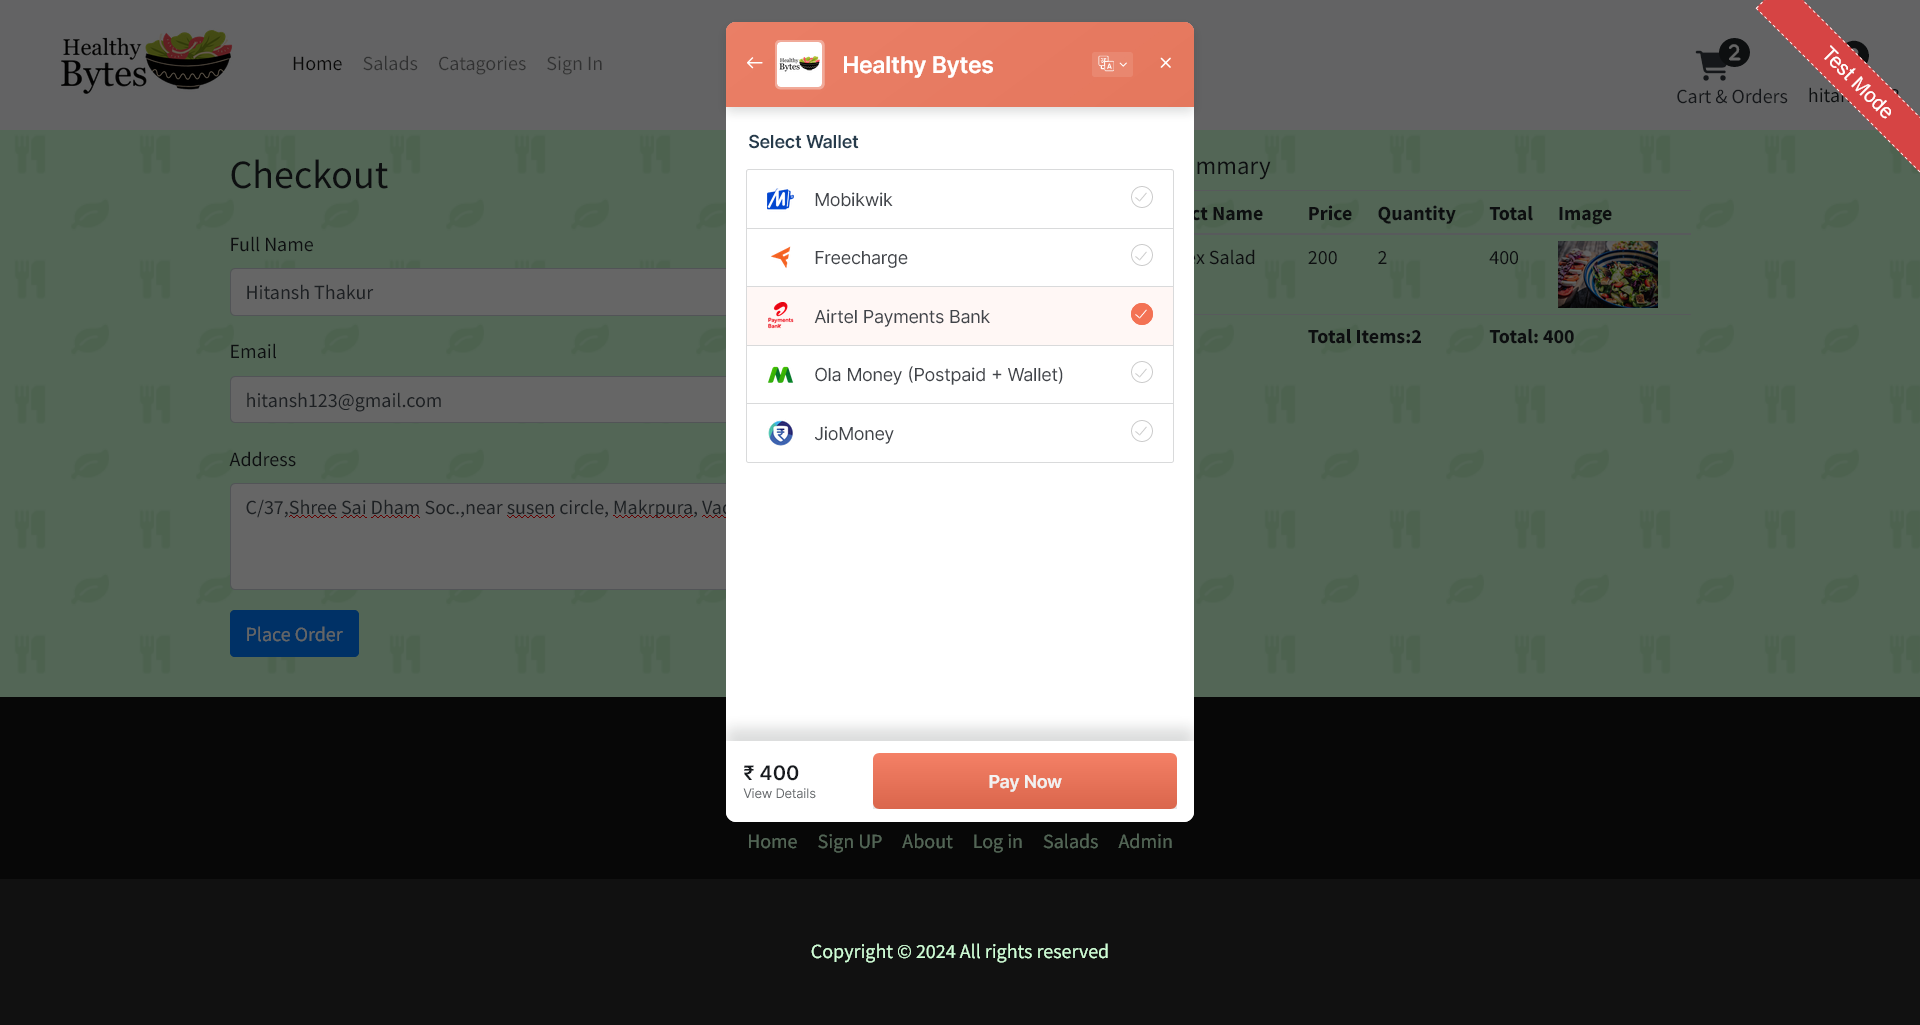 Healthy
Bytes
Home Salads Catagories Sign In
Healthy
Bytes
Healthy Bytes
2
Cart & Orders
Test Mode
Checkout
Full Name
Hitansh Thakur
Email
hitansh123@gmail.com
Address
C/37,Shree Sai Dham Soc.,near susen circle, Makrpura,
Place Order
Select Wallet
Mobikwik
Freecharge
Payments
Bank
Airtel Payments Bank
Ola Money (Postpaid + Wallet)
JioMoney
₹ 400
View Details
Pay Now
Name Price Quantity Total Image
Salad 200 2 400
Total Items:2 Total: 400
Home Sign UP About Log in Salads Admin
Copyright © 2024 All rights reserved